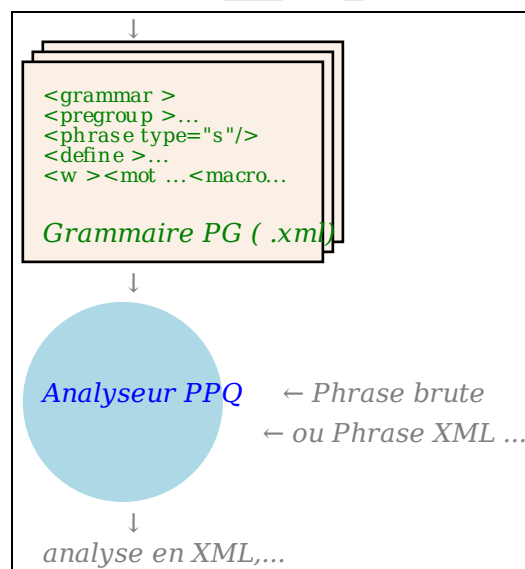 ↓
<grammar >
<pregroup >...
<phrase type="s"/>
<define >...
<w ><mot ...<macro...
Grammaire PG ( .xml)
↓
Analyseur PPQ ← Phrase brute
← ou Phrase XML ...
↓
analyse en XML,...